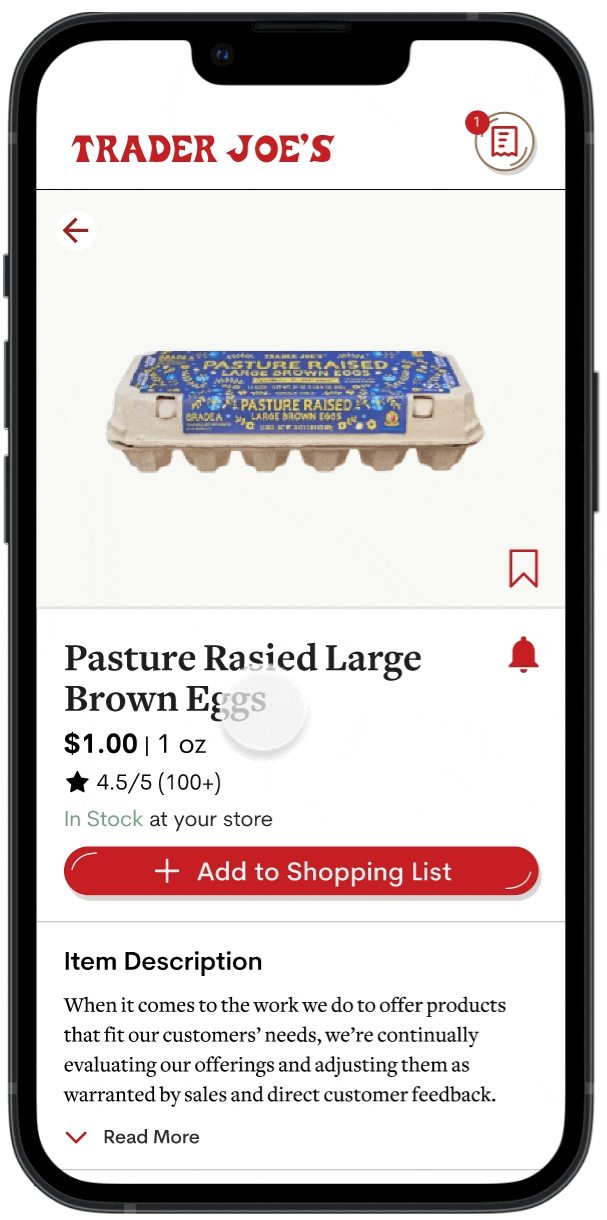 TRADER JOE'S
1
TRADER JOE'S
PASTURE RAISED
LARGE BROWN EGGS
PASTURE RAISED
LARGE BROWN EGGS
GRADE A
Pasture Rasied Large
Brown Eggs
$1.00 | 1 oz
4.5/5 (100+)
In Stock at your store
+ Add to Shopping List
Item Description
When it comes to the work we do to offer products
that fit our customers’ needs, we’re continually
evaluating our offerings and adjusting them as
warranted by sales and direct customer feedback.
Read More